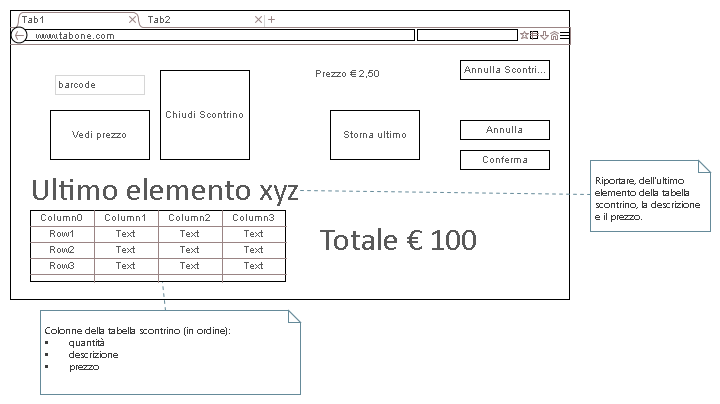 Tab1
Tab2
www.tabone.com
barcode
Vedi prezzo
Chiudi Scontrino
Prezzo € 2,50
Storna ultimo
Annulla Scontri...
Annulla
Conferma
Ultimo elemento xyz
Column0 Column1 Column2 Column3
Row1 Text Text Text
Row2 Text Text Text
Row3 Text Text Text
Totale € 100
Riportare, dell'ultimo
elemento della tabella
scontrino, la descrizione
e il prezzo.
Colonne della tabella scontrino (in ordine):
• quantità
• descrizione
• prezzo